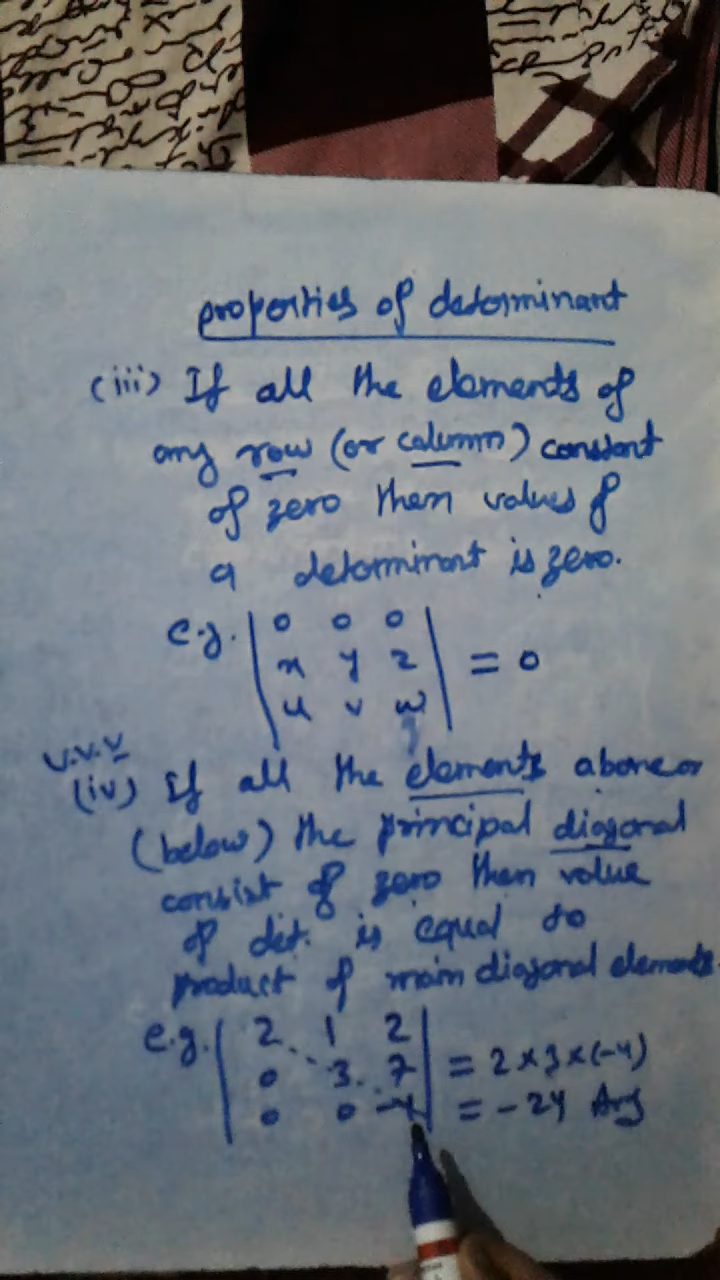 properties of determinant
(iii) If all the elements of
any row (or calumn) constant
of zero then values of
a determinant is zero.
e.g. | 0 0 0 |
| x y z | = 0
| u v w |
v.v.v
(iv) If all the elements above or
(below) the principal diagonal
consist of zero then value
of det. is equal to
product of main diagonal elements.
e.g. | 2 1 2 |
| 0 3 7 | = 2 x 3 x (-4)
| 0 0 -4 | = -24 Ans